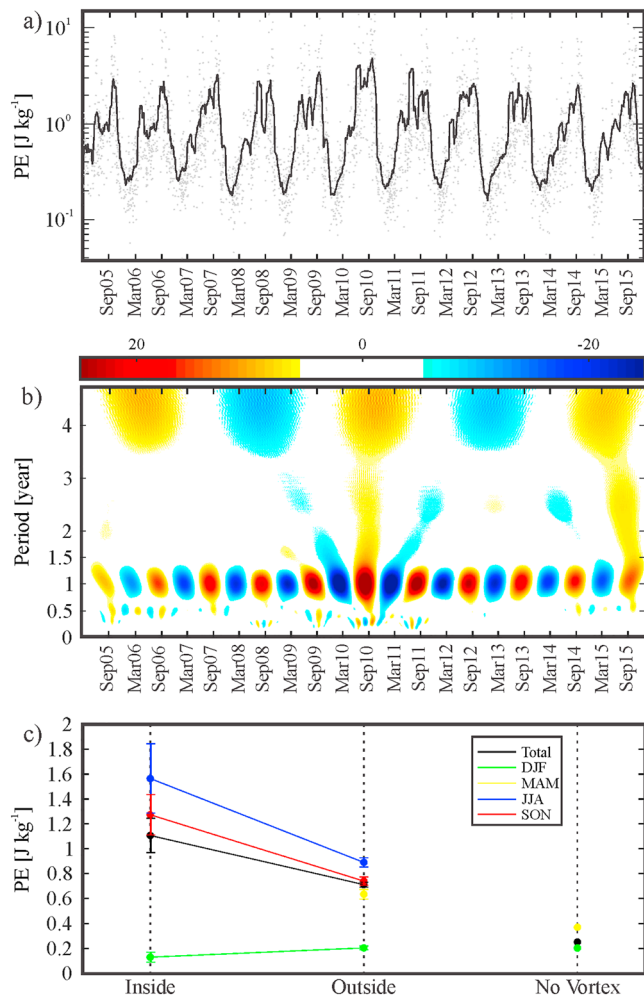 a)
PE [J kg⁻¹]
10¹
10⁰
10⁻¹
Sep05 Mar06 Sep06 Mar07 Sep07 Mar08 Sep08 Mar09 Sep09 Mar10 Sep10 Mar11 Sep11 Mar12 Sep12 Mar13 Sep13 Mar14 Sep14 Mar15 Sep15
20 0 -20
b)
Period [year]
4
3
2
1.5
1
0.5
0
Sep05 Mar06 Sep06 Mar07 Sep07 Mar08 Sep08 Mar09 Sep09 Mar10 Sep10 Mar11 Sep11 Mar12 Sep12 Mar13 Sep13 Mar14 Sep14 Mar15 Sep15
c)
PE [J kg⁻¹]
2
1.8
1.6
1.4
1.2
1
0.8
0.6
0.4
0.2
0
Total
DJF
MAM
JJA
SON
Inside Outside No Vortex